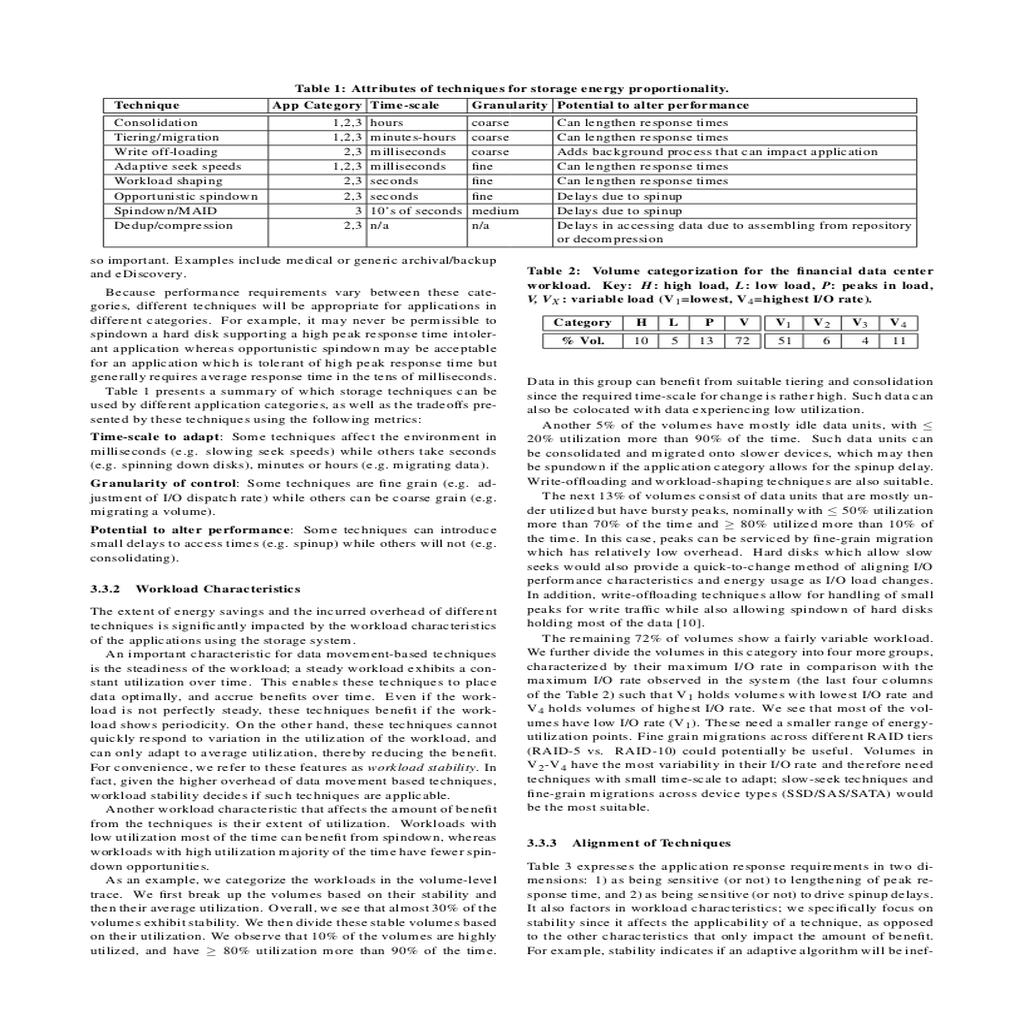 Table 1: Attributes of techniques for storage energy proportionality.
Technique App Category Time-scale Granularity Potential to alter performance
Consolidation 1,2,3 hours coarse Can lengthen response times
Tiering/migration 1,2,3 minutes-hours coarse Can lengthen response times
Write off-loading 2,3 milliseconds coarse Adds background process that can impact application
Adaptive seek speeds 1,2,3 milliseconds fine Can lengthen response times
Workload shaping 2,3 seconds fine Can lengthen response times
Opportunistic spindown 2,3 seconds fine Delays due to spinup
Spindown/MAID 3 10's of seconds medium Delays due to spinup
Dedup/compression 2,3 n/a n/a Delays in accessing data due to assembling from repository
or decompression
so important. Examples include medical or generic archival/backup
and eDiscovery.
Because performance requirements vary between these cate-
gories, different techniques will be appropriate for applications in
different categories. For example, it may never be permissible to
spindown a hard disk supporting a high peak response time intoler-
ant application whereas opportunistic spindown may be acceptable
for an application which is tolerant of high peak response time but
generally requires average response time in the tens of milliseconds.
Table 1 presents a summary of which storage techniques can be
used by different application categories, as well as the tradeoffs pre-
sented by these techniques using the following metrics:
Time-scale to adapt: Some techniques affect the environment in
milliseconds (e.g. slowing seek speeds) while others take seconds
(e.g. spinning down disks), minutes or hours (e.g. migrating data).
Granularity of control: Some techniques are fine grain (e.g. ad-
justment of I/O dispatch rate) while others can be coarse grain (e.g.
migrating a volume).
Potential to alter performance: Some techniques can introduce
small delays to access times (e.g. spinup) while others will not (e.g.
consolidating).
3.3.2 Workload Characteristics
The extent of energy savings and the incurred overhead of different
techniques is significantly impacted by the workload characteristics
of the applications using the storage system.
An important characteristic for data movement-based techniques
is the steadiness of the workload; a steady workload exhibits a con-
stant utilization over time. This enables these techniques to place
data optimally, and accrue benefits over time. Even if the work-
load is not perfectly steady, these techniques benefit if the work-
load shows periodicity. On the other hand, these techniques cannot
quickly respond to variation in the utilization of the workload, and
can only adapt to average utilization, thereby reducing the benefit.
For convenience, we refer to these features as workload stability. In
fact, given the higher overhead of data movement based techniques,
workload stability decides if such techniques are applicable.
Another workload characteristic that affects the amount of benefit
from the techniques is their extent of utilization. Workloads with
low utilization most of the time can benefit from spindown, whereas
workloads with high utilization majority of the time have fewer spin-
down opportunities.
As an example, we categorize the workloads in the volume-level
trace. We first break up the volumes based on their stability and
then their average utilization. Overall, we see that almost 30% of the
volumes exhibit stability. We then divide these stable volumes based
on their utilization. We observe that 10% of the volumes are highly
utilized, and have ≥ 80% utilization more than 90% of the time.
Table 2: Volume categorization for the financial data center
workload. Key: H: high load, L: low load, P: peaks in load,
V, VX: variable load (V1=lowest, V4=highest I/O rate).
Category H L P V V1 V2 V3 V4
% Vol. 10 5 13 72 51 6 4 11
Data in this group can benefit from suitable tiering and consolidation
since the required time-scale for change is rather high. Such data can
also be colocated with data experiencing low utilization.
Another 5% of the volumes have mostly idle data units, with ≤
20% utilization more than 90% of the time. Such data units can
be consolidated and migrated onto slower devices, which may then
be spundown if the application category allows for the spinup delay.
Write-offloading and workload-shaping techniques are also suitable.
The next 13% of volumes consist of data units that are mostly un-
der utilized but have bursty peaks, nominally with ≤ 50% utilization
more than 70% of the time and ≥ 80% utilized more than 10% of
the time. In this case, peaks can be serviced by fine-grain migration
which has relatively low overhead. Hard disks which allow slow
seeks would also provide a quick-to-change method of aligning I/O
performance characteristics and energy usage as I/O load changes.
In addition, write-offloading techniques allow for handling of small
peaks for write traffic while also allowing spindown of hard disks
holding most of the data [10].
The remaining 72% of volumes show a fairly variable workload.
We further divide the volumes in this category into four more groups,
characterized by their maximum I/O rate in comparison with the
maximum I/O rate observed in the system (the last four columns
of the Table 2) such that V1 holds volumes with lowest I/O rate and
V4 holds volumes of highest I/O rate. We see that most of the vol-
umes have low I/O rate (V1). These need a smaller range of energy-
utilization points. Fine grain migrations across different RAID tiers
(RAID-5 vs. RAID-10) could potentially be useful. Volumes in
V2-V4 have the most variability in their I/O rate and therefore need
techniques with small time-scale to adapt; slow-seek techniques and
fine-grain migrations across device types (SSD/SAS/SATA) would
be the most suitable.
3.3.3 Alignment of Techniques
Table 3 expresses the application response requirements in two di-
mensions: 1) as being sensitive (or not) to lengthening of peak re-
sponse time, and 2) as being sensitive (or not) to drive spinup delays.
It also factors in workload characteristics; we specifically focus on
stability since it affects the applicability of a technique, as opposed
to the other characteristics that only impact the amount of benefit.
For example, stability indicates if an adaptive algorithm will be inef-